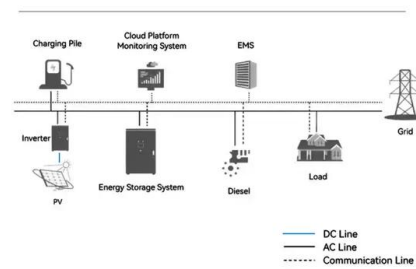 Charging Pile
Cloud Platform
Monitoring System
EMS
Grid
Inverter
PV
Energy Storage System
Diesel
Load
DC Line
AC Line
Communication Line